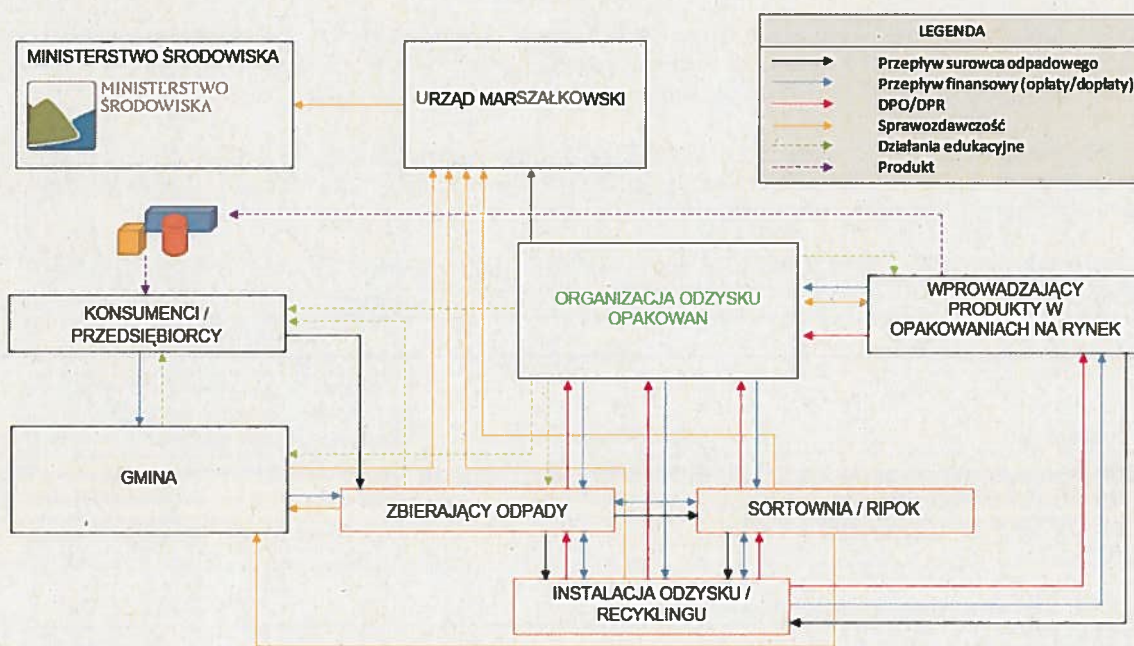 MINISTERSTWO ŚRODOWISKA
MINISTERSTWO
ŚRODOWISKA
URZĄD MARSZAŁKOWSKI
LEGENDA
Przepływ surowca odpadowego
Przepływ finansowy (opłaty/dopłaty)
DPO/DPR
Sprawozdawczość
Działania edukacyjne
Produkt
KONSUMENCI /
PRZEDSIĘBIORCY
ORGANIZACJA ODZYSKU
OPAKOWAN
WPROWADZAJĄCY
PRODUKTY W
OPAKOWANIACH NA RYNEK
GMINA
ZBIERAJĄCY ODPADY
SORTOWNIA / RIPOK
INSTALACJA ODZYSKU /
RECYKLINGU